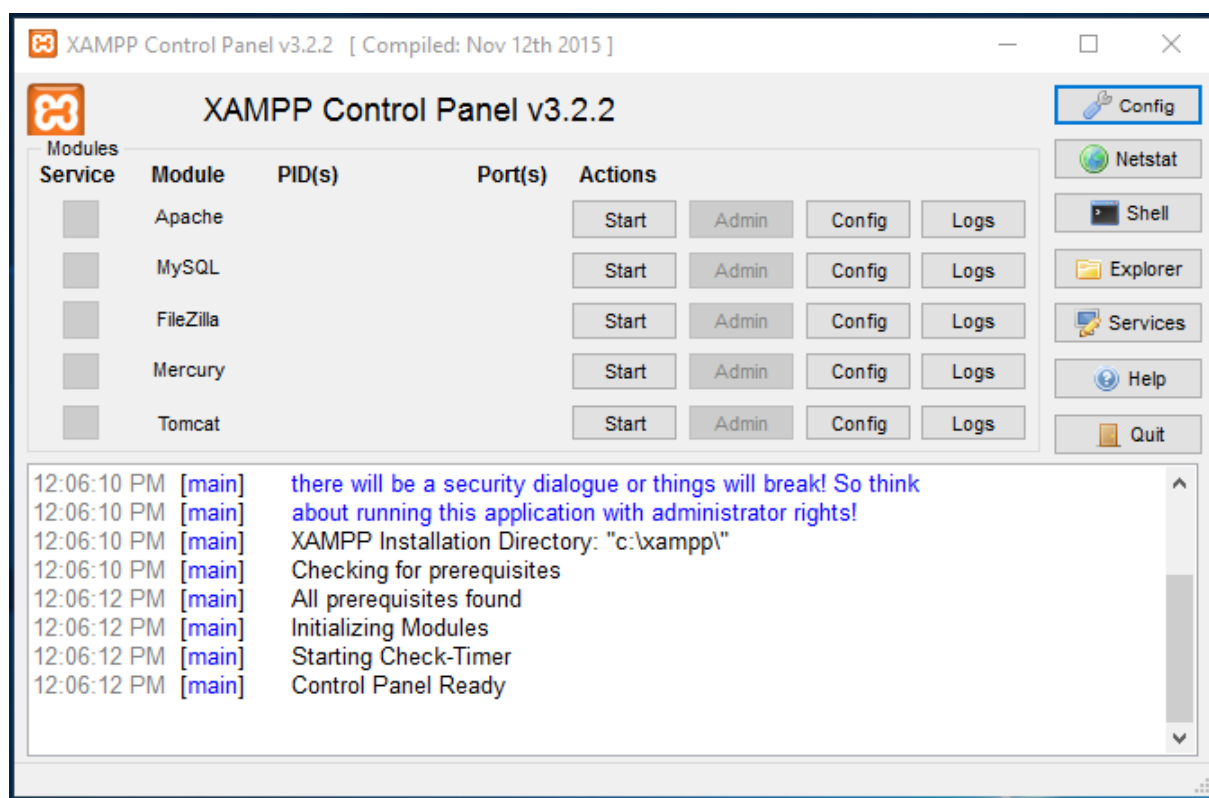 XAMPP Control Panel v3.2.2 [ Compiled: Nov 12th 2015 ]
XAMPP Control Panel v3.2.2
Config
Modules
Service Module PID(s) Port(s) Actions
Netstat
Apache Start Admin Config Logs
Shell
MySQL Start Admin Config Logs
Explorer
FileZilla Start Admin Config Logs
Services
Mercury Start Admin Config Logs
Help
Tomcat Start Admin Config Logs
Quit
12:06:10 PM [main] there will be a security dialogue or things will break! So think
12:06:10 PM [main] about running this application with administrator rights!
12:06:10 PM [main] XAMPP Installation Directory: "c:\xampp\"
12:06:10 PM [main] Checking for prerequisites
12:06:12 PM [main] All prerequisites found
12:06:12 PM [main] Initializing Modules
12:06:12 PM [main] Starting Check-Timer
12:06:12 PM [main] Control Panel Ready